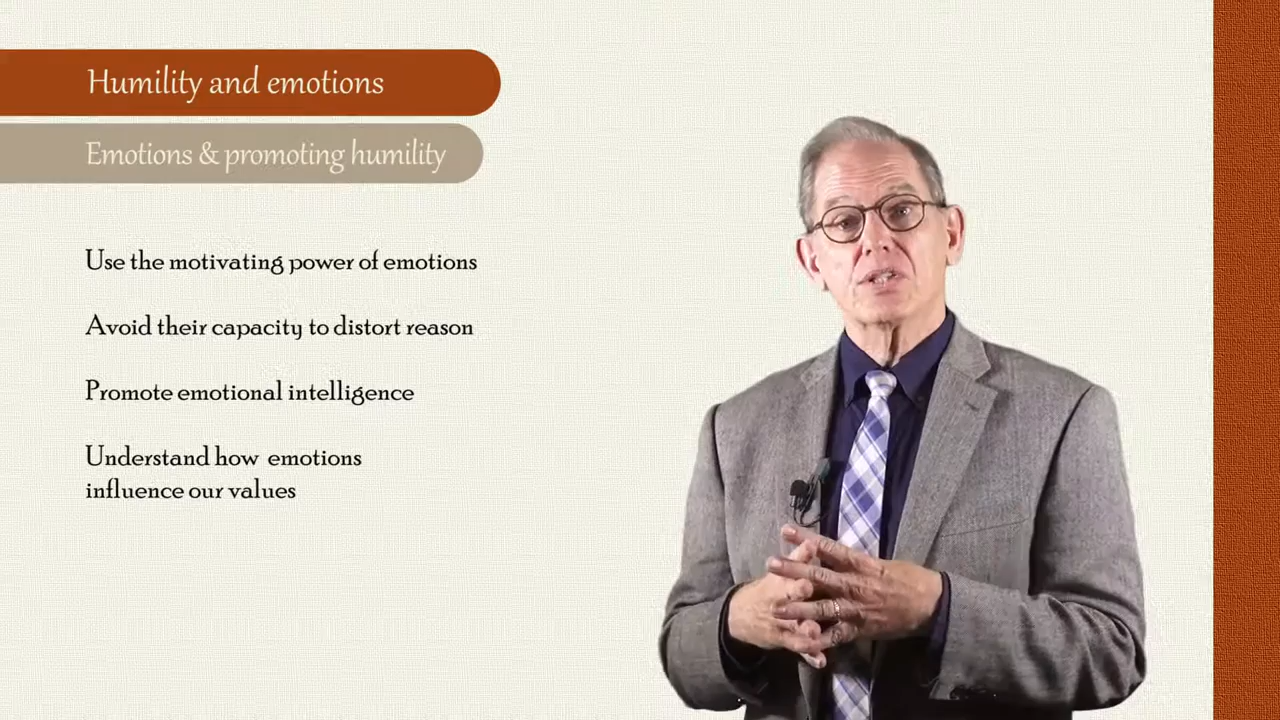 Humility and emotions
Emotions & promoting humility
Use the motivating power of emotions
Avoid their capacity to distort reason
Promote emotional intelligence
Understand how emotions
influence our values